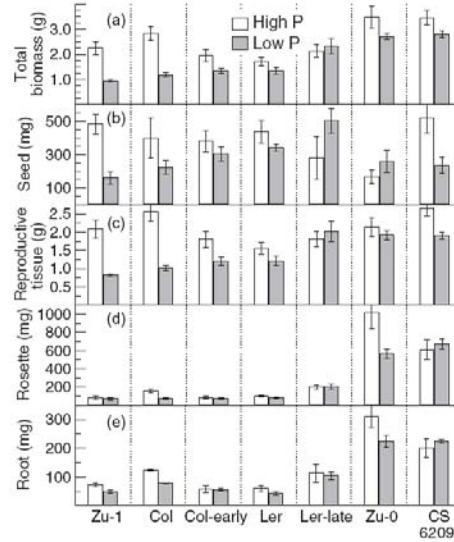 High P
Low P
(a)
Total
biomass (g)
3.0
2.0
1.0
(b)
Seed (mg)
500
300
100
(c)
Reproductive
tissue (g)
2.5
2.0
1.5
1.0
0.5
(d)
Rosette (mg)
1000
800
600
400
200
(e)
Root (mg)
300
200
100
Zu-1 Col Col-early Ler Ler-late Zu-0 CS
6209